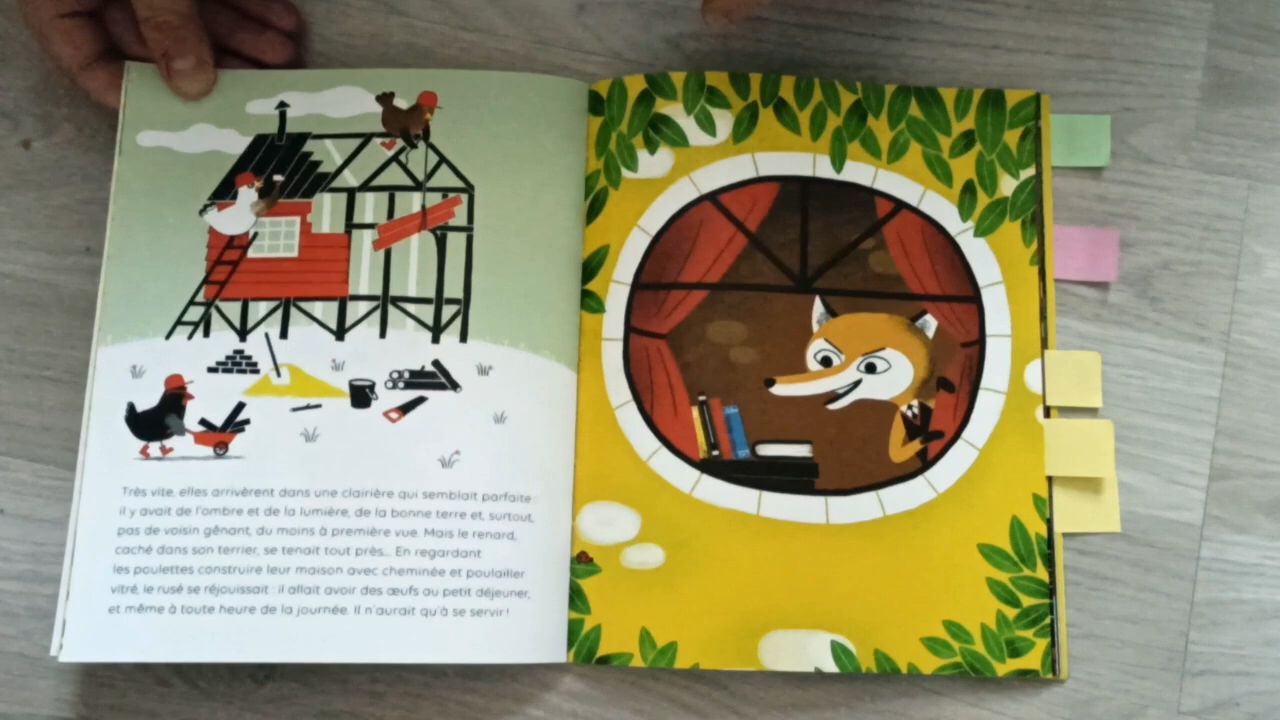 Très vite, elles arrivèrent dans une clairière qui semblait parfaite :
il y avait de l'ombre et de la lumière, de la bonne terre et, surtout,
pas de voisin gênant, du moins à première vue. Mais le renard,
caché dans son terrier, se tenait tout près... En regardant
les poulettes construire leur maison avec cheminée et poulailler
vitré, le rusé se réjouissait : il allait avoir des œufs au petit déjeuner,
et même à toute heure de la journée. Il n'aurait qu'à se servir !